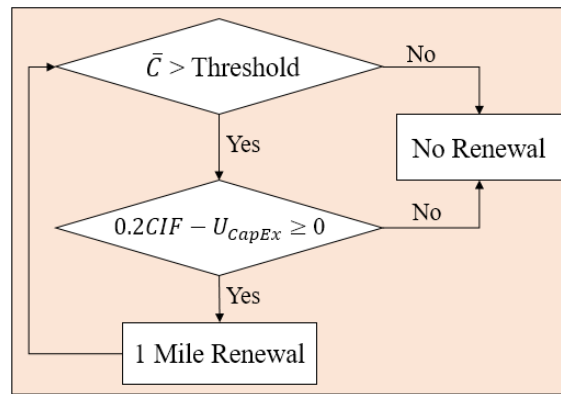 C̄ > Threshold
No
Yes
No Renewal
0.2CIF − U_CapEx ≥ 0
No
Yes
1 Mile Renewal